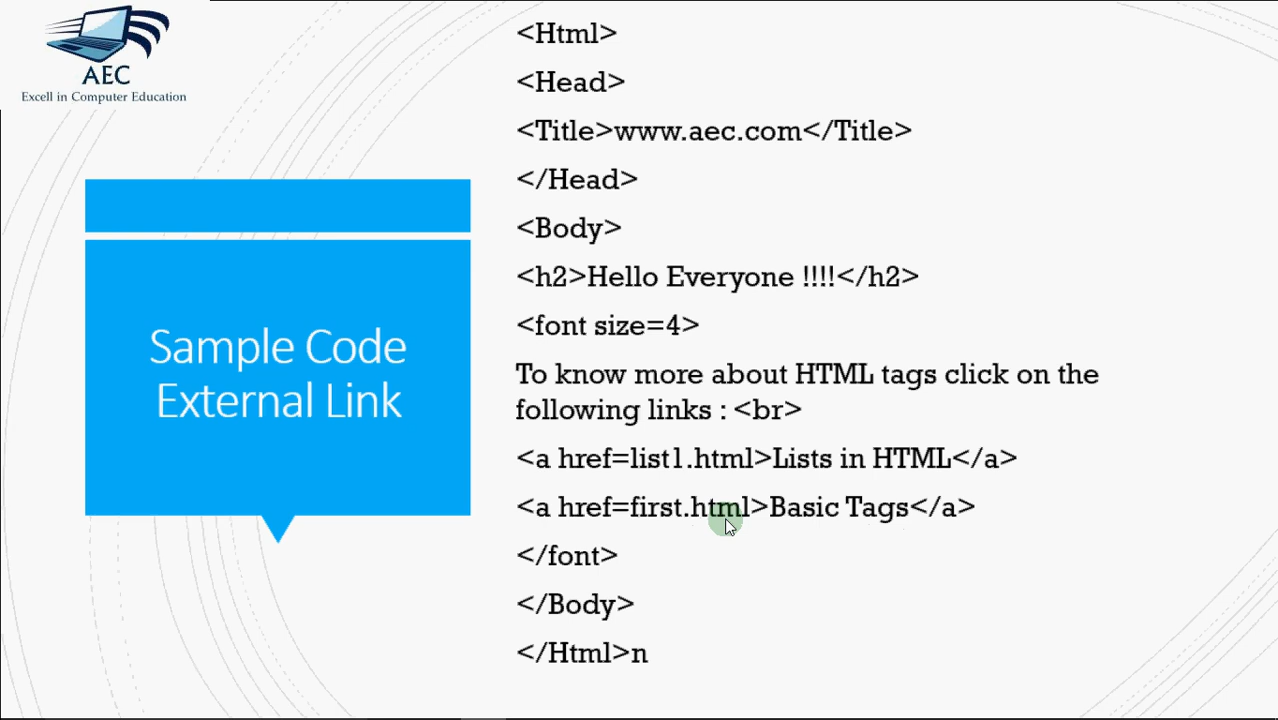 AEC
Excell in Computer Education
Sample Code
External Link
<Html>
<Head>
<Title>www.aec.com</Title>
</Head>
<Body>
<h2>Hello Everyone !!!!</h2>
<font size=4>
To know more about HTML tags click on the
following links : <br>
<a href=list1.html>Lists in HTML</a>
<a href=first.html>Basic Tags</a>
</font>
</Body>
</Html>n